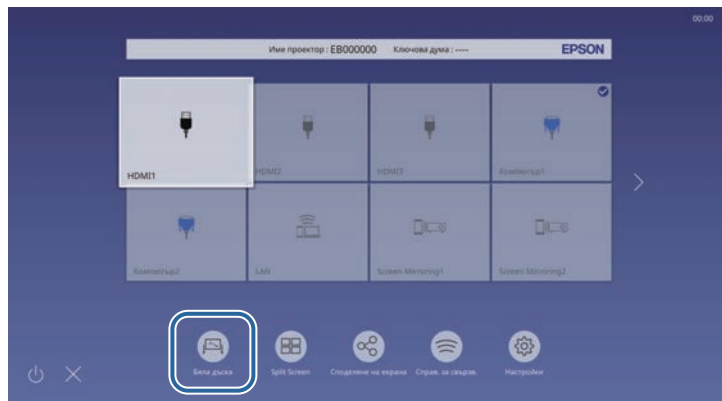 00:00
Име проектор : EB000000 Ключова дума : ----- EPSON
HDMI1
HDMI2
HDMI3
Компютър1
Компютър2
LAN
Screen Mirroring1
Screen Mirroring2
Бяла дъска
Split Screen
Споделяне на екрана
Справ. за свързв.
Настройки